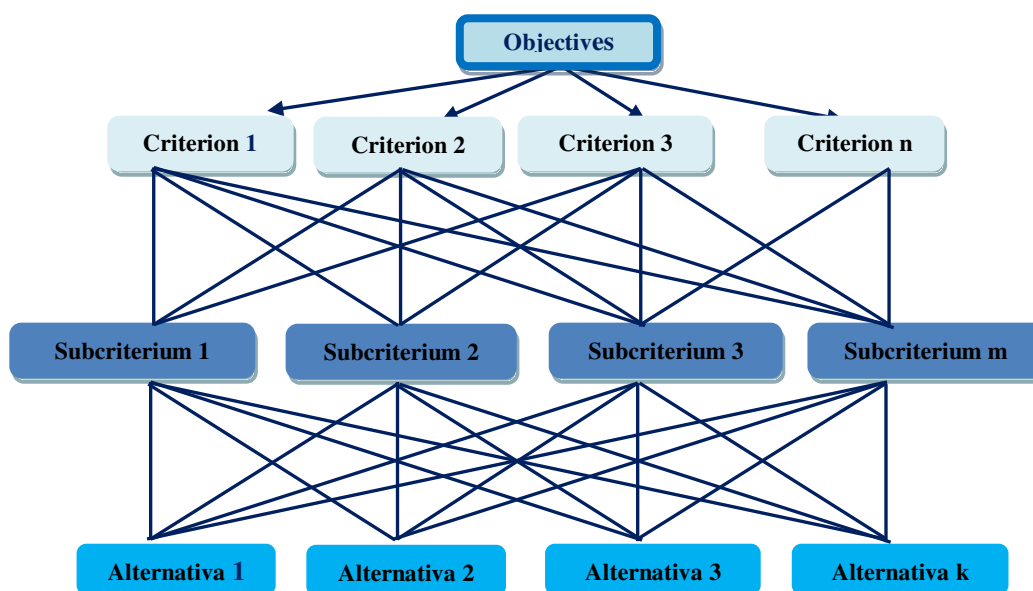 Objectives
Criterion 1
Criterion 2
Criterion 3
Criterion n
Subcriterium 1
Subcriterium 2
Subcriterium 3
Subcriterium m
Alternativa 1
Alternativa 2
Alternativa 3
Alternativa k